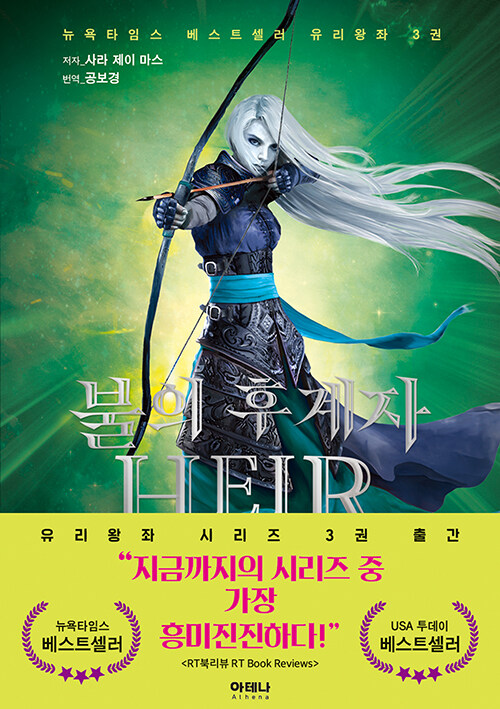 뉴욕타임스 베스트셀러 유리왕좌 3권
저자_사라 제이 마스
번역_공보경
불의 후계자
HEIR
유리왕좌 시리즈 3권 출간
“지금까지의 시리즈 중
가장
흥미진진하다!”
<RT북리뷰 RT Book Reviews>
뉴욕타임스
베스트셀러
USA 투데이
베스트셀러
아테나
Athena